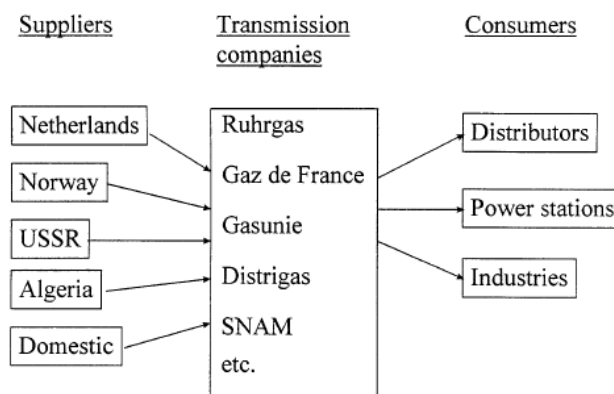 Suppliers
Transmission
companies
Consumers
Netherlands
Norway
USSR
Algeria
Domestic
Ruhrgas
Gaz de France
Gasunie
Distrigas
SNAM
etc.
Distributors
Power stations
Industries